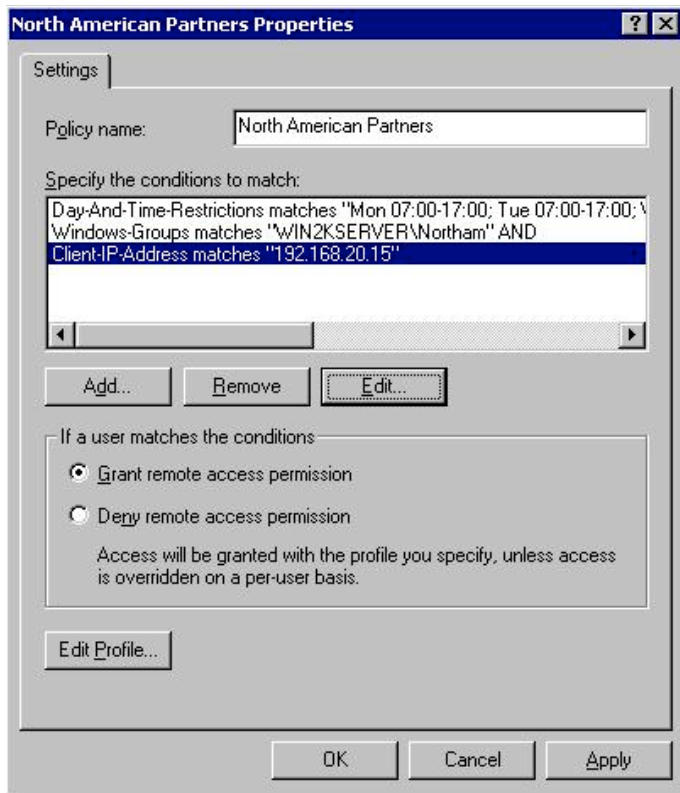 North American Partners Properties
Settings
Policy name: North American Partners
Specify the conditions to match:
Day-And-Time-Restrictions matches "Mon 07:00-17:00; Tue 07:00-17:00;
Windows-Groups matches "WIN2KSERVER\Northam" AND
Client-IP-Address matches "192.168.20.15"
Add... Remove Edit...
If a user matches the conditions
Grant remote access permission
Deny remote access permission
Access will be granted with the profile you specify, unless access
is overridden on a per-user basis.
Edit Profile...
OK Cancel Apply